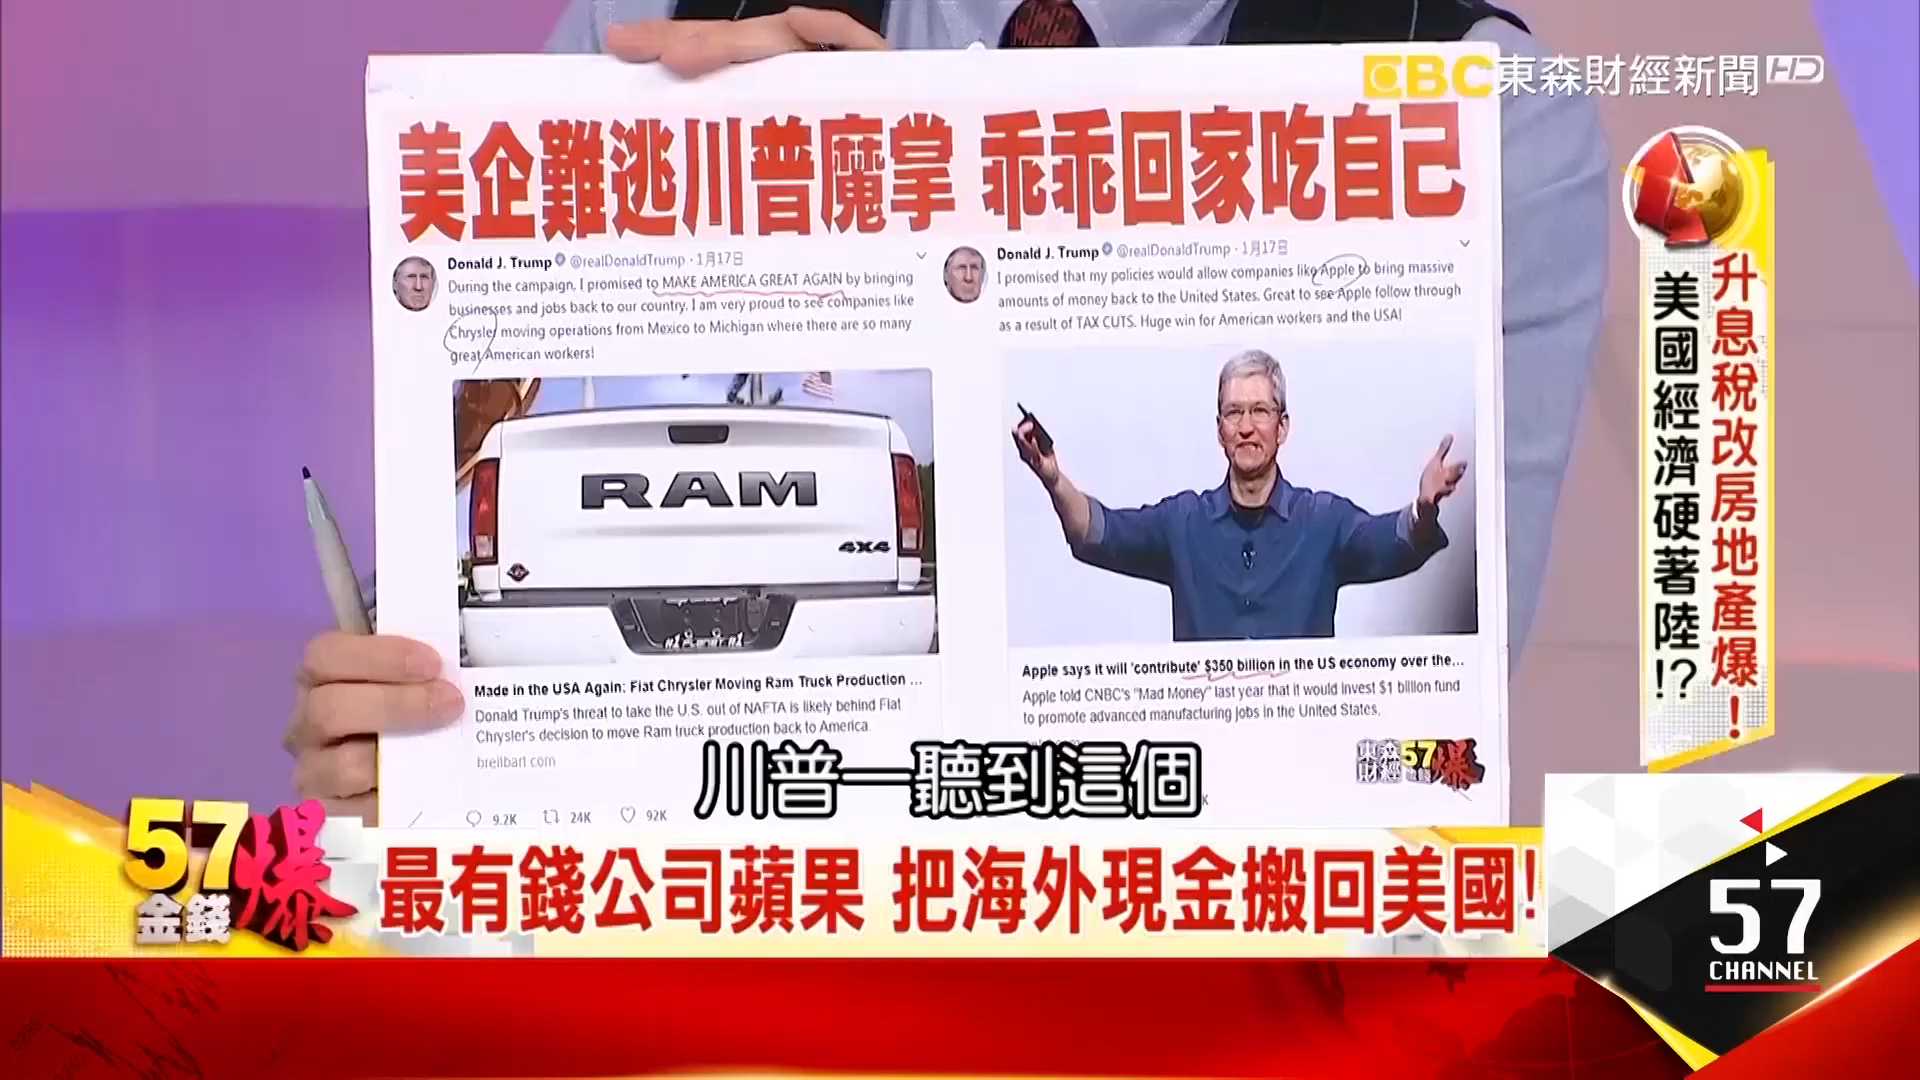 EBC東森財經新聞HD
美企難逃川普魔掌 乖乖回家吃自己
Donald J. Trump @realDonaldTrump · 1月17日
During the campaign, I promised to MAKE AMERICA GREAT AGAIN by bringing
businesses and jobs back to our country. I am very proud to see companies like
Chrysler moving operations from Mexico to Michigan where there are so many
great American workers!
RAM
4X4
Made in the USA Again: Fiat Chrysler Moving Ram Truck Production ...
Donald Trump's threat to take the U.S. out of NAFTA is likely behind Fiat
Chrysler's decision to move Ram truck production back to America.
breitbart.com
9.2K 24K 92K
Donald J. Trump @realDonaldTrump · 1月17日
I promised that my policies would allow companies like Apple to bring massive
amounts of money back to the United States. Great to see Apple follow through
as a result of TAX CUTS. Huge win for American workers and the USA!
Apple says it will 'contribute' $350 billion in the US economy over the...
Apple told CNBC's "Mad Money" last year that it would invest $1 billion fund
to promote advanced manufacturing jobs in the United States.
東森財經57爆
升息稅改房地產爆！
美國經濟硬著陸!?
川普一聽到這個
57金錢爆
最有錢公司蘋果 把海外現金搬回美國!
57
CHANNEL